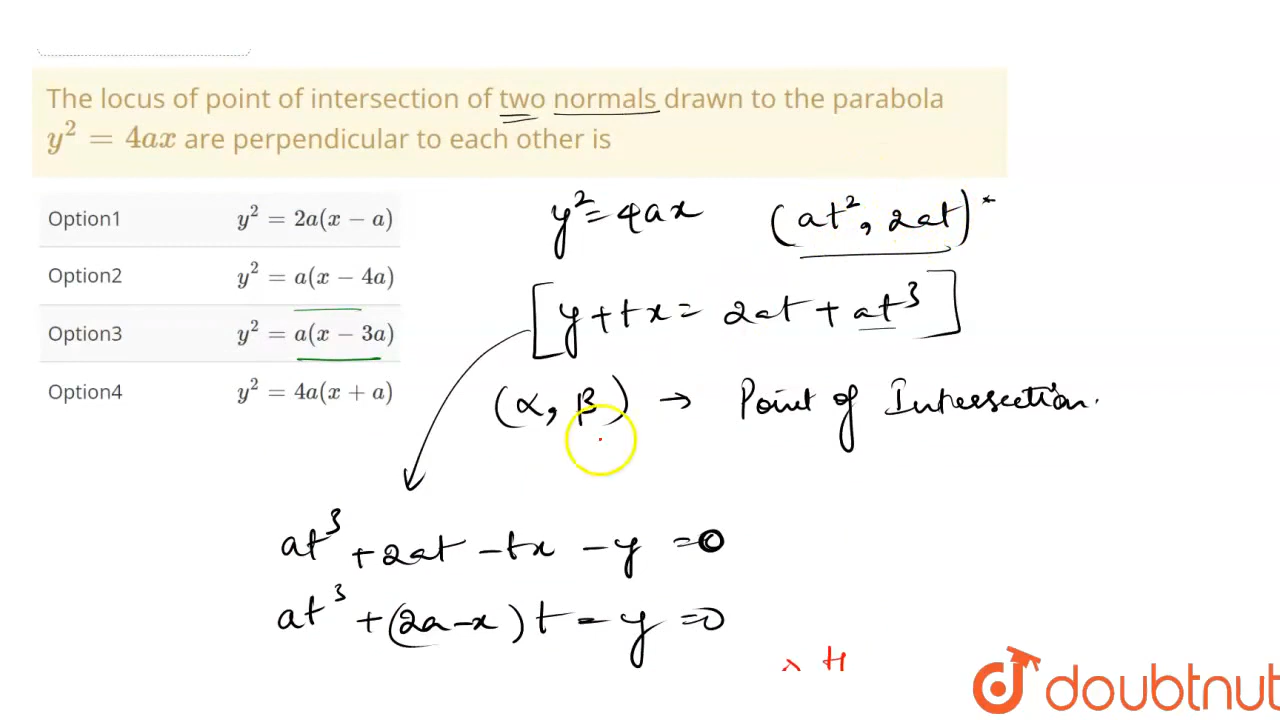 The locus of point of intersection of two normals drawn to the parabola
y² = 4ax are perpendicular to each other is
Option1 y² = 2a(x − a)
Option2 y² = a(x − 4a)
Option3 y² = a(x − 3a)
Option4 y² = 4a(x + a)
y² = 4ax (at², 2at)
[y + tx = 2at + at³]
(α, β) → Point of Intersection.
at³ + 2at − tx − y = 0
at³ + (2a − x)t − y = 0
doubtnut